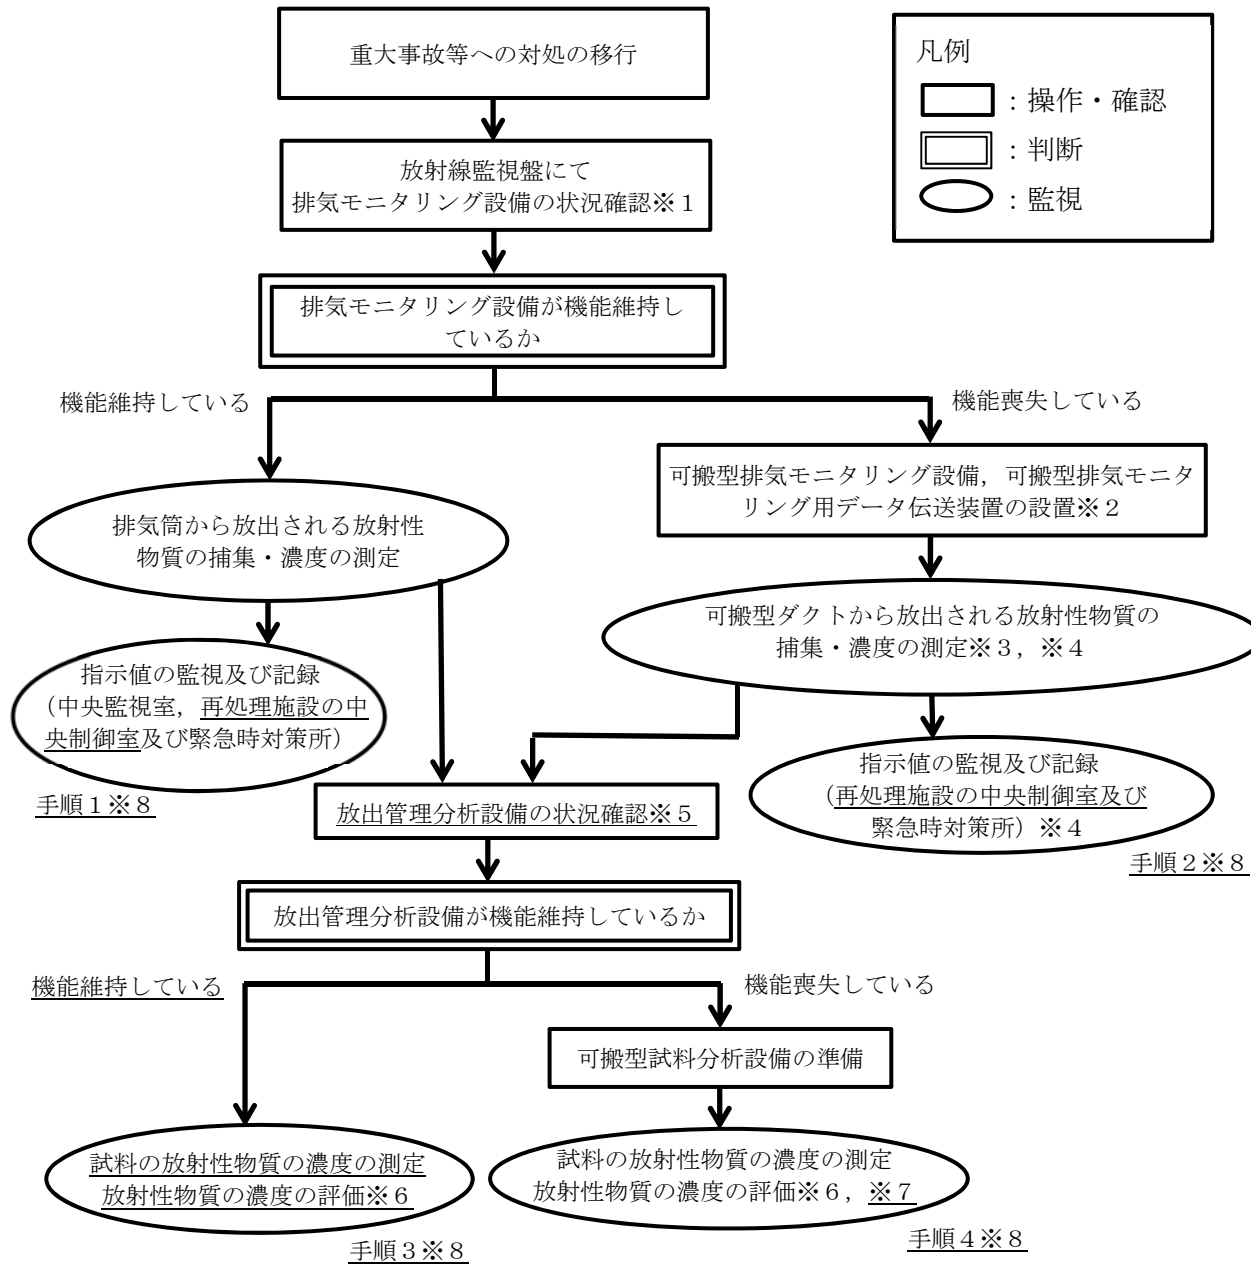 重大事故等への対処の移行
凡例
：操作・確認
：判断
：監視
放射線監視盤にて
排気モニタリング設備の状況確認※１
排気モニタリング設備が機能維持し
ているか
機能維持している
機能喪失している
排気筒から放出される放射性
物質の捕集・濃度の測定
可搬型排気モニタリング設備，可搬型排気モニタ
リング用データ伝送装置の設置※２
可搬型ダクトから放出される放射性物質の
捕集・濃度の測定※３，※４
指示値の監視及び記録
（中央監視室，再処理施設の中
央制御室及び緊急時対策所）
手順１※８
指示値の監視及び記録
（再処理施設の中央制御室及び
緊急時対策所）※４
手順２※８
放出管理分析設備の状況確認※５
放出管理分析設備が機能維持しているか
機能維持している
機能喪失している
可搬型試料分析設備の準備
試料の放射性物質の濃度の測定
放射性物質の濃度の評価※６
手順３※８
試料の放射性物質の濃度の測定
放射性物質の濃度の評価※６，※７
手順４※８